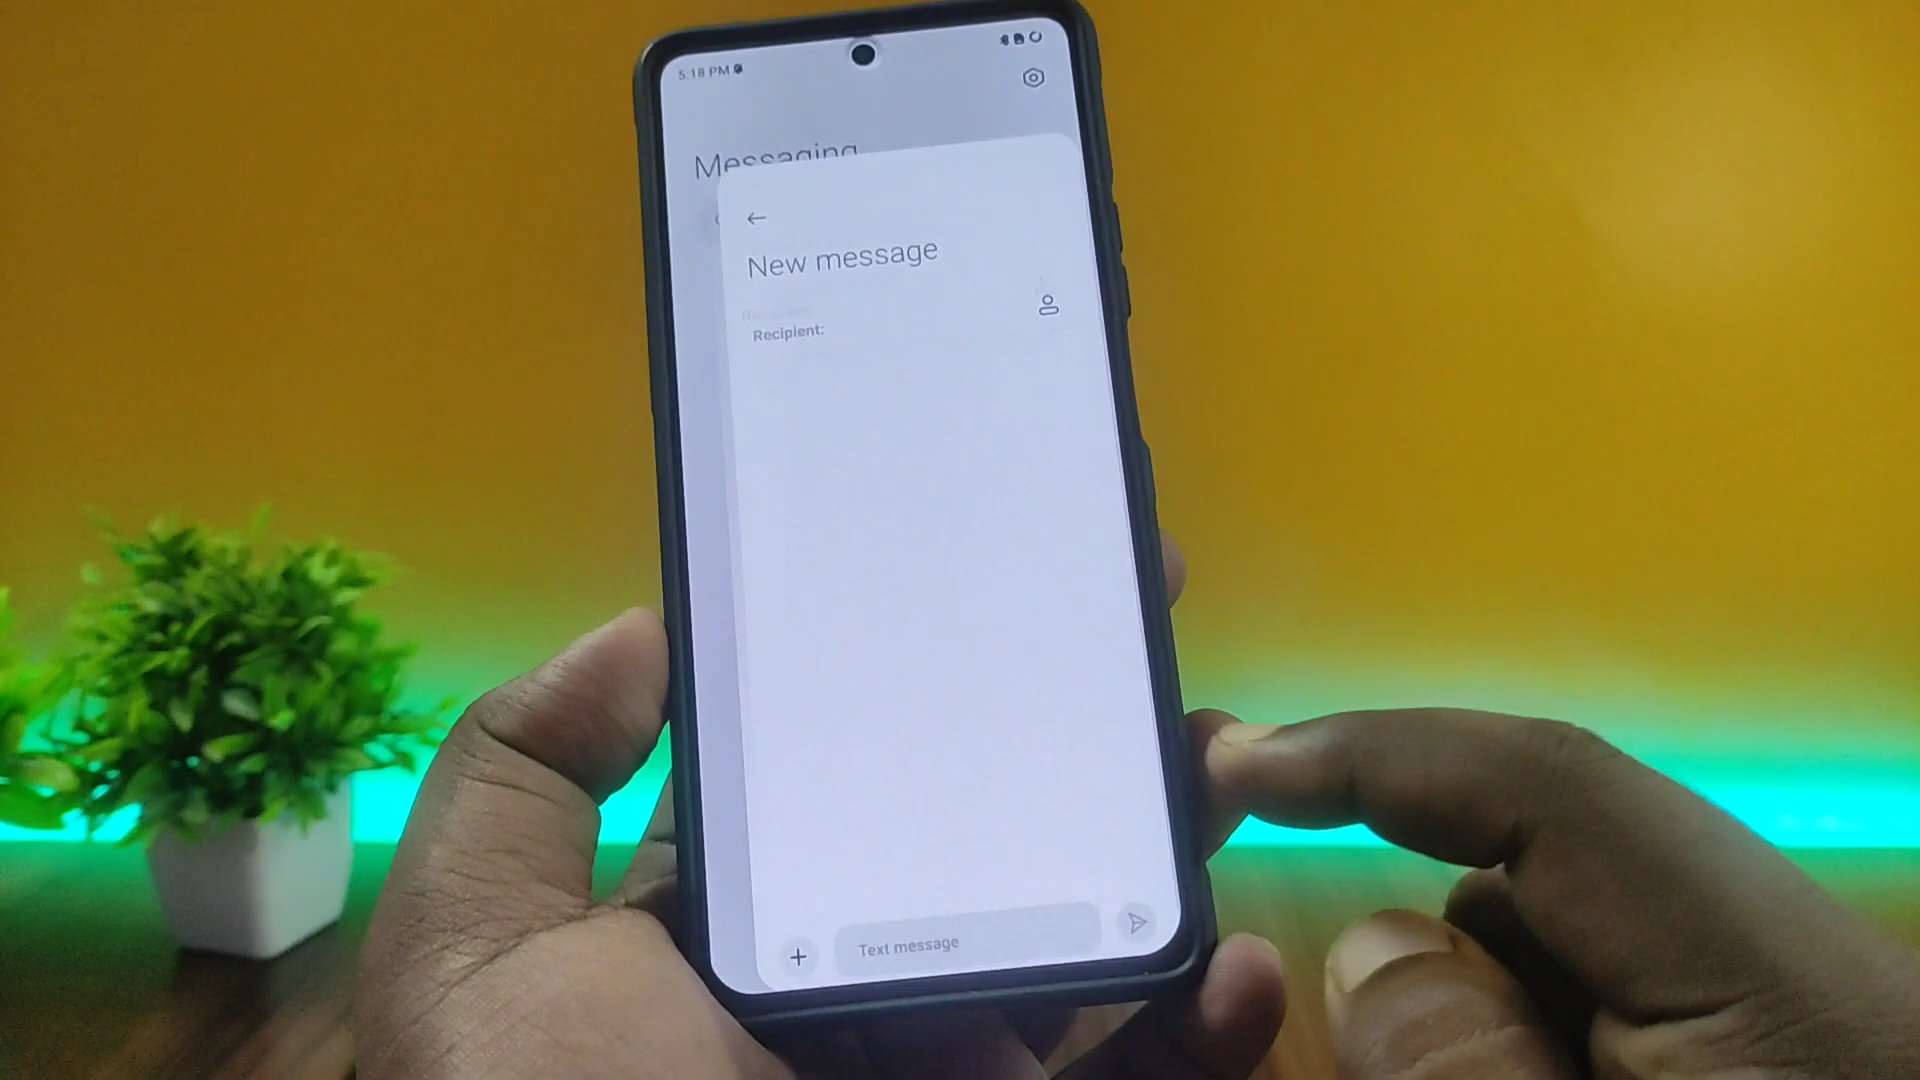 5:18 PM
Messaging
New message
Recipient:
Text message